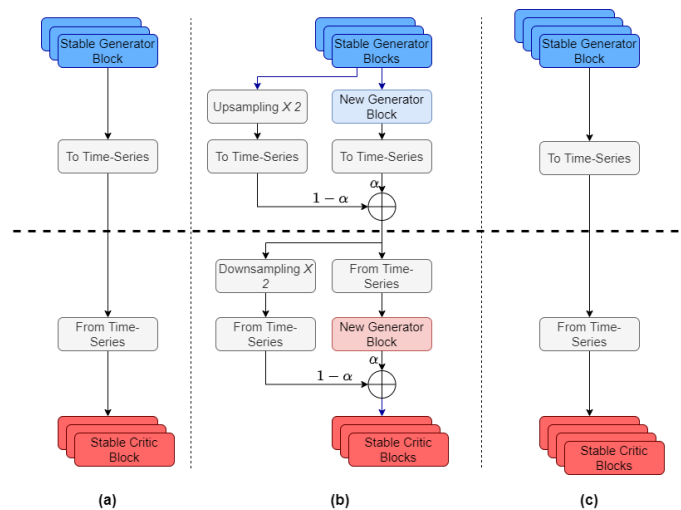 Stable Generator
Block
To Time-Series
From Time-
Series
Stable Critic
Block
(a)
Stable Generator
Blocks
Upsampling X 2
New Generator
Block
To Time-Series
To Time-Series
1 − α
α
Downsampling X
2
From Time-
Series
From Time-
Series
New Generator
Block
1 − α
α
Stable Critic
Blocks
(b)
Stable Generator
Block
To Time-Series
From Time-
Series
Stable Critic
Blocks
(c)